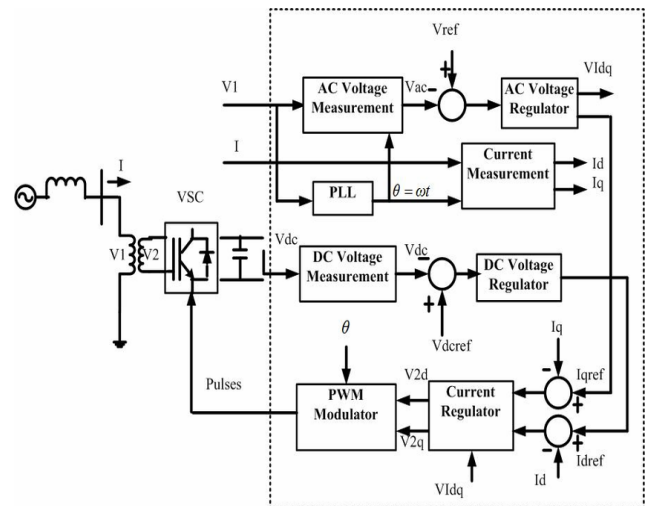 Vref
V1
AC Voltage
Measurement
Vac
-
+
AC Voltage
Regulator
VIdq
I
Current
Measurement
Id
Iq
PLL
θ = ωt
I
VSC
V1
V2
Vdc
DC Voltage
Measurement
Vdc
-
+
DC Voltage
Regulator
Vdcref
θ
Iq
Pulses
PWM
Modulator
V2d
V2q
Current
Regulator
-
+
Iqref
-
+
Idref
VIdq
Id